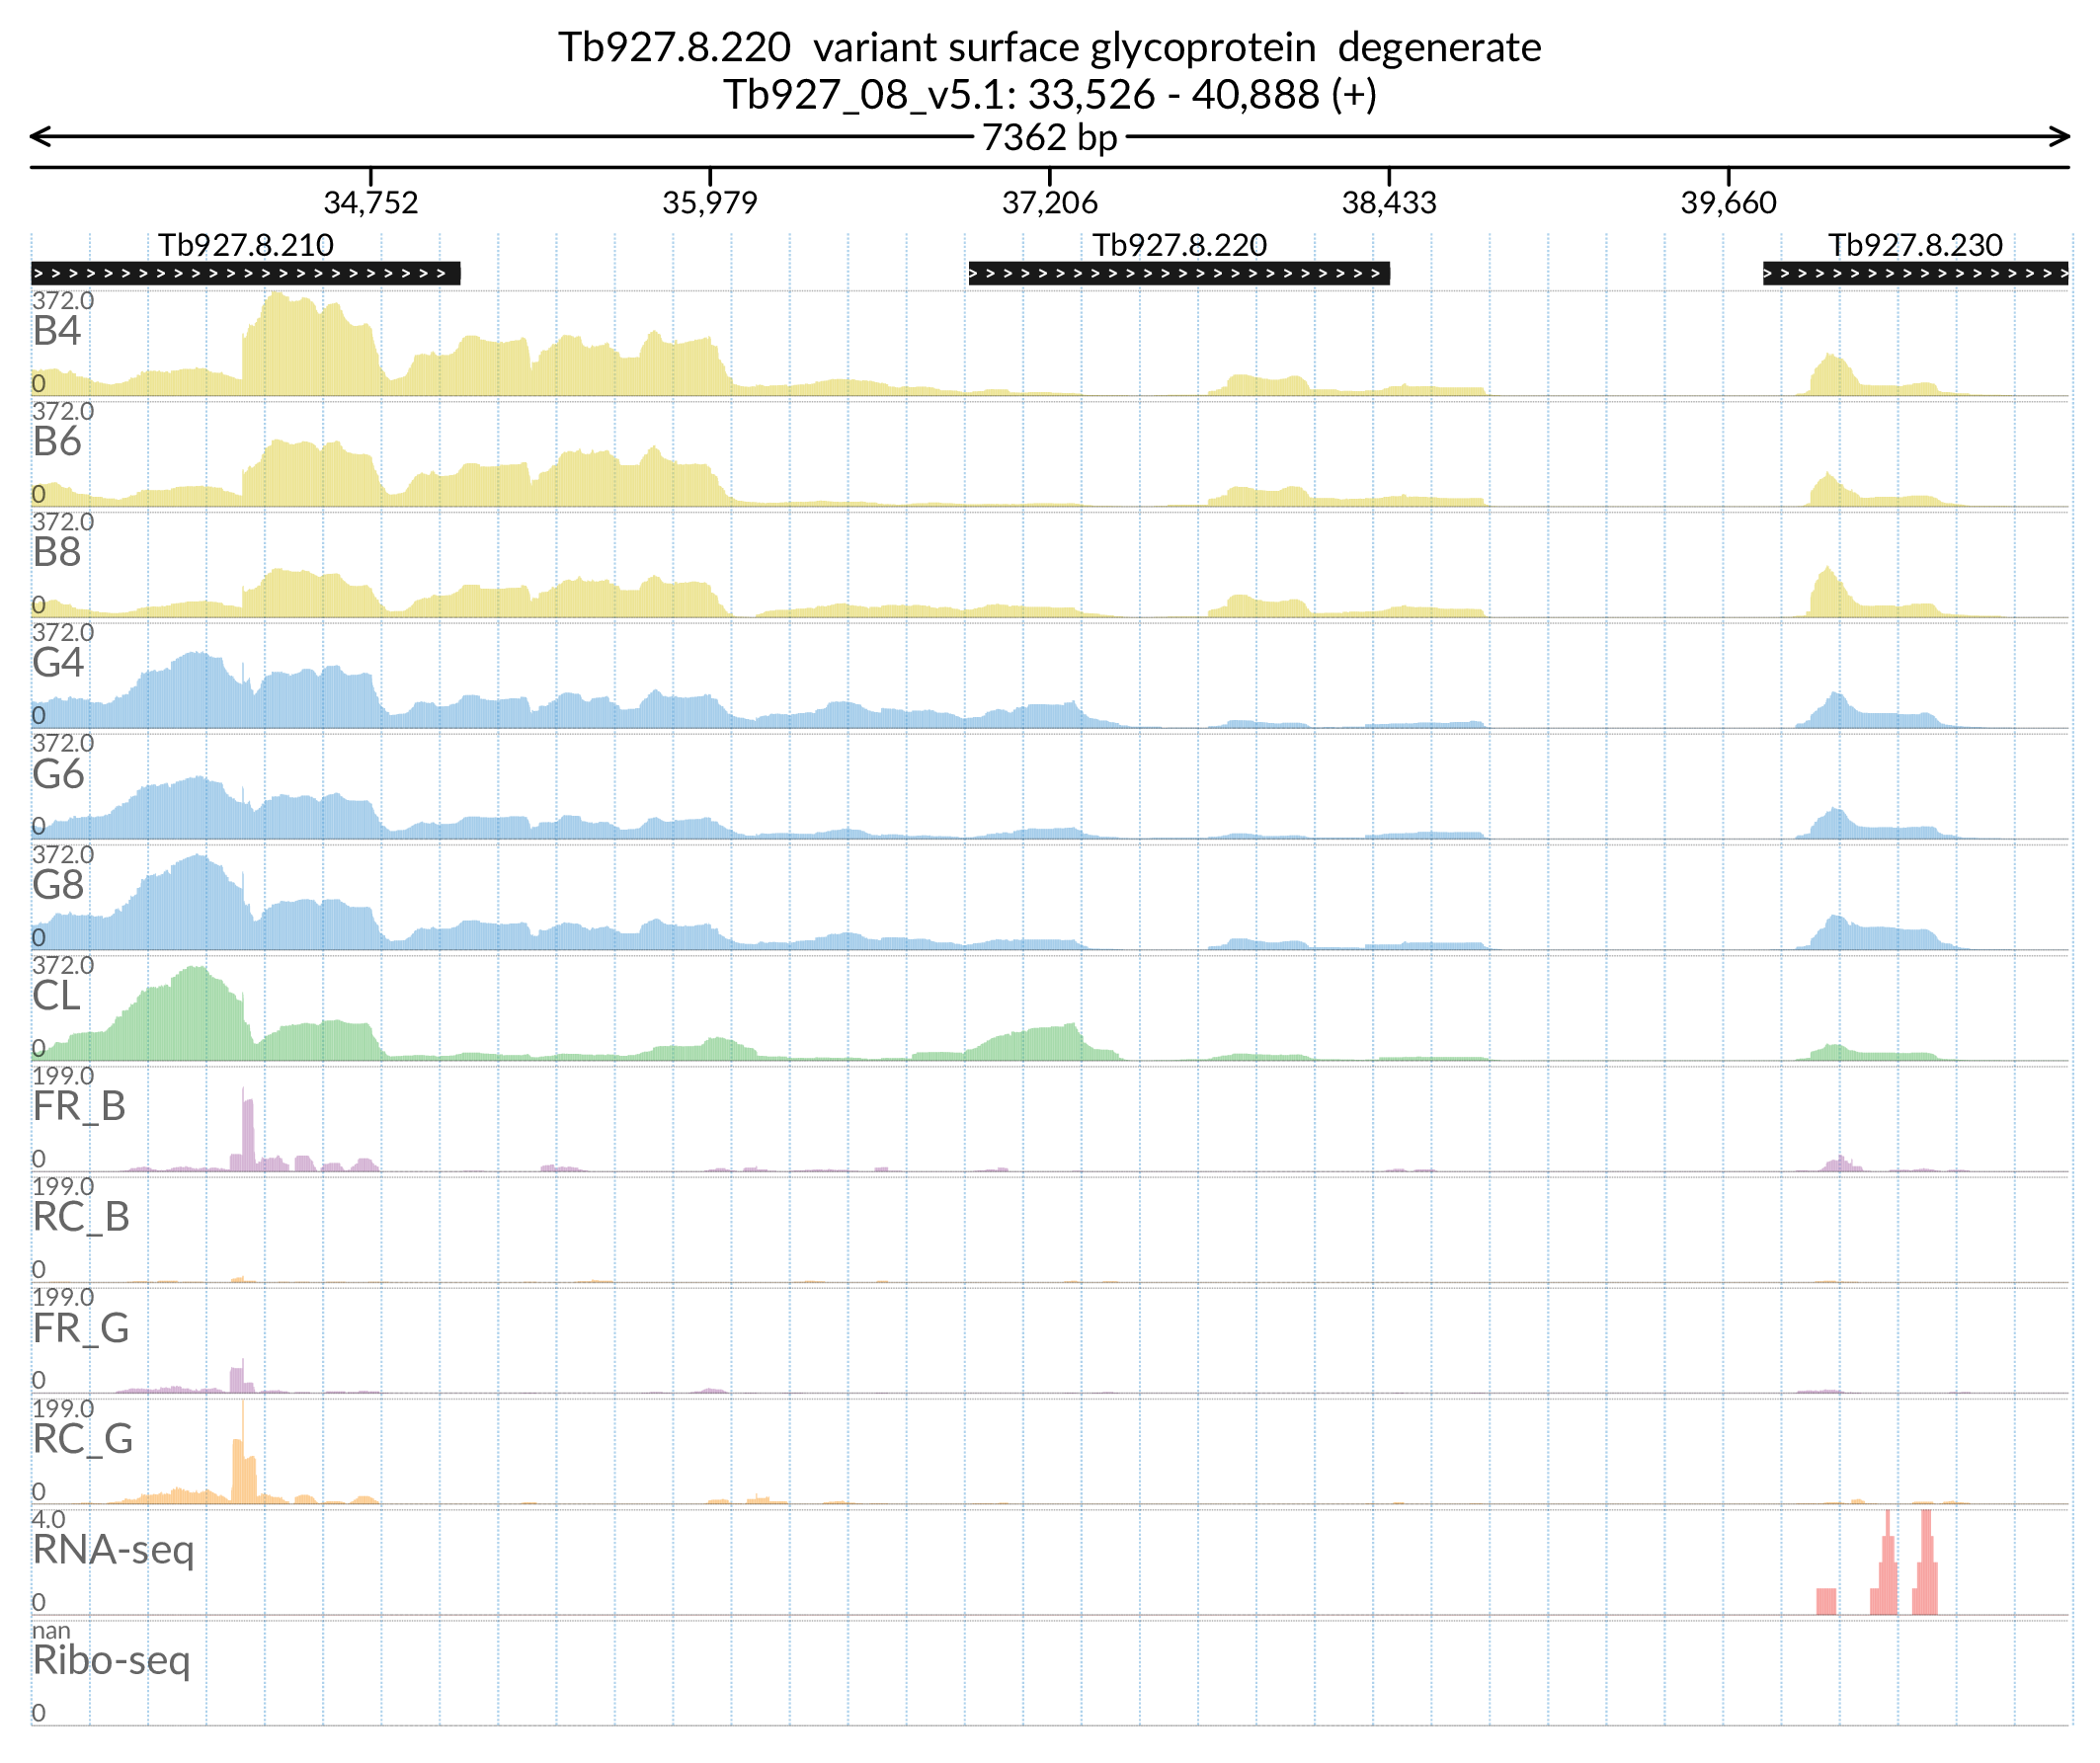 Tb927.8.220 variant surface glycoprotein degenerate
Tb927_08_v5.1: 33,526 - 40,888 (+)
7362 bp
34,752 35,979 37,206 38,433 39,660
Tb927.8.210 Tb927.8.220 Tb927.8.230
372.0
B4
0
372.0
B6
0
372.0
B8
0
372.0
G4
0
372.0
G6
0
372.0
G8
0
372.0
CL
0
199.0
FR_B
0
199.0
RC_B
0
199.0
FR_G
0
199.0
RC_G
0
4.0
RNA-seq
0
nan
Ribo-seq
0